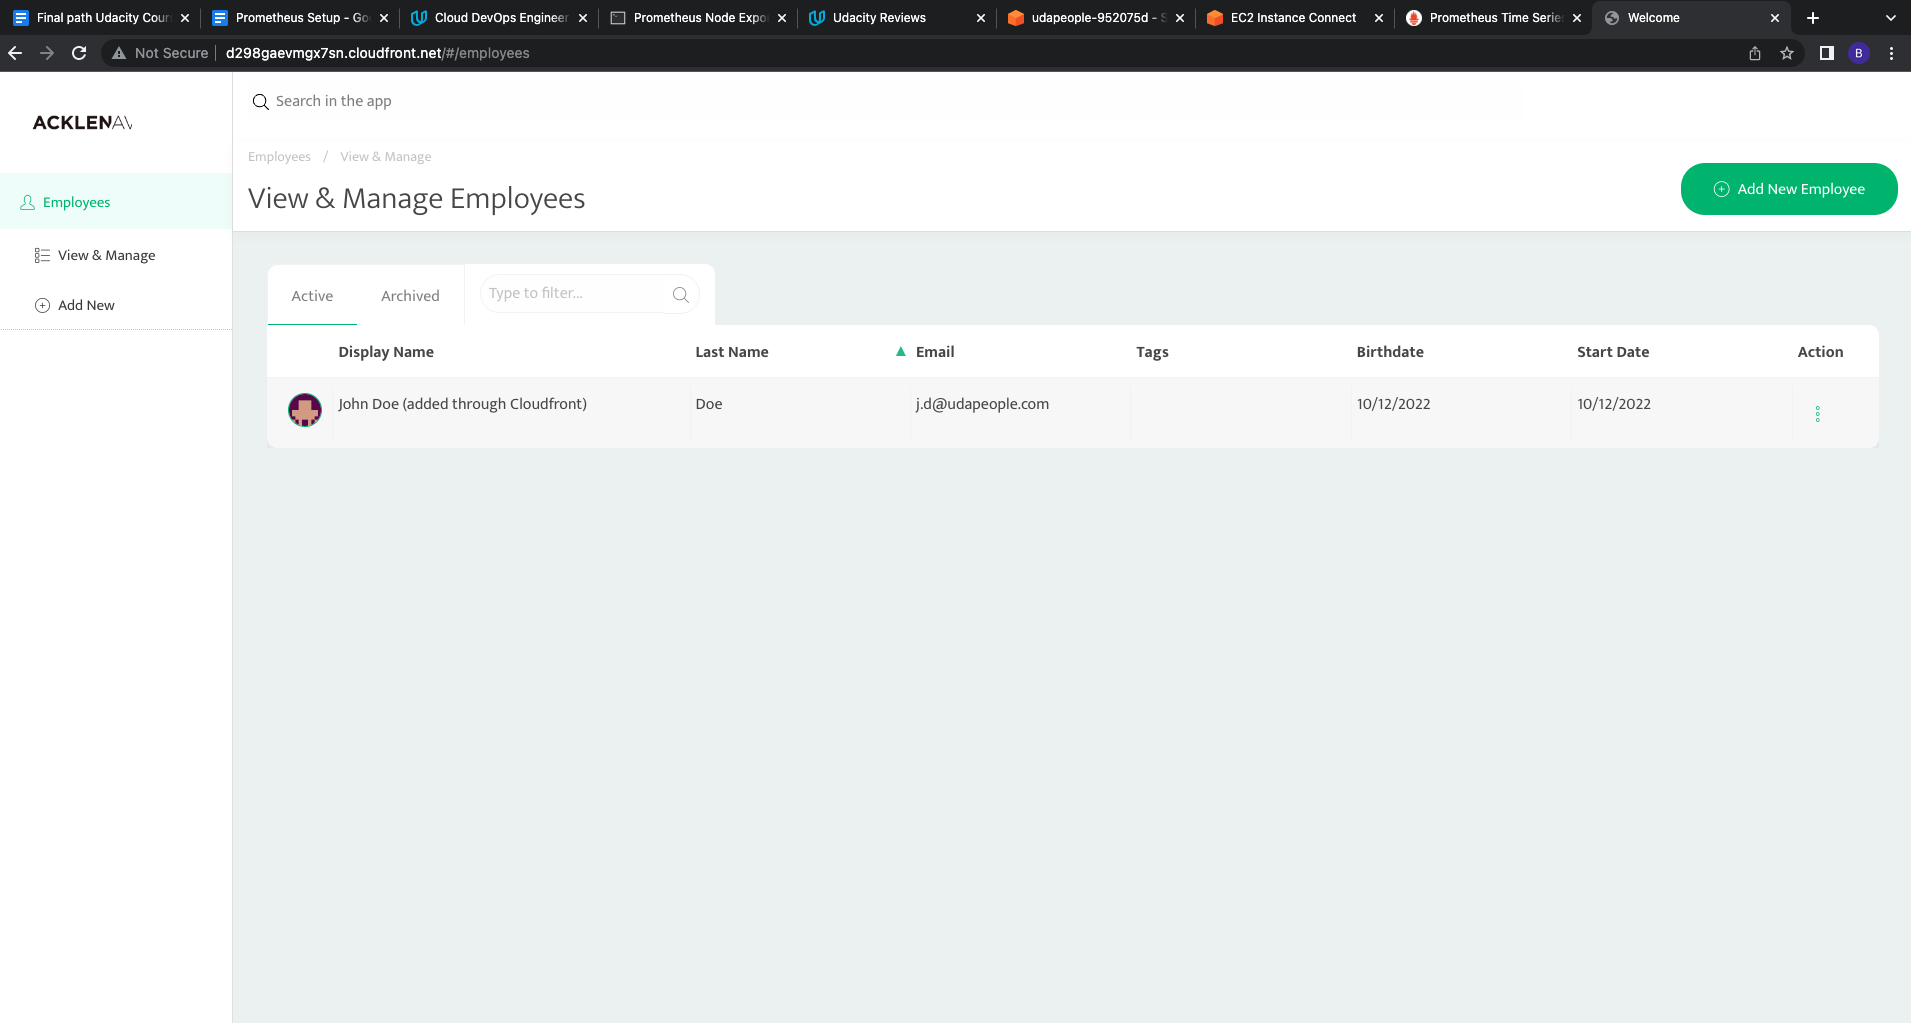 Final path Udacity Cour
Prometheus Setup - Go
Cloud DevOps Engineer
Prometheus Node Expo
Udacity Reviews
udapeople-952075d - S
EC2 Instance Connect
Prometheus Time Serie
Welcome
Not Secure
d298gaevmgx7sn.cloudfront.net/#/employees
B
ACKLENAV
Search in the app
Employees / View & Manage
View & Manage Employees
Add New Employee
Employees
View & Manage
Add New
Active
Archived
Type to filter...
Display Name Last Name Email Tags Birthdate Start Date Action
John Doe (added through Cloudfront) Doe j.d@udapeople.com 10/12/2022 10/12/2022